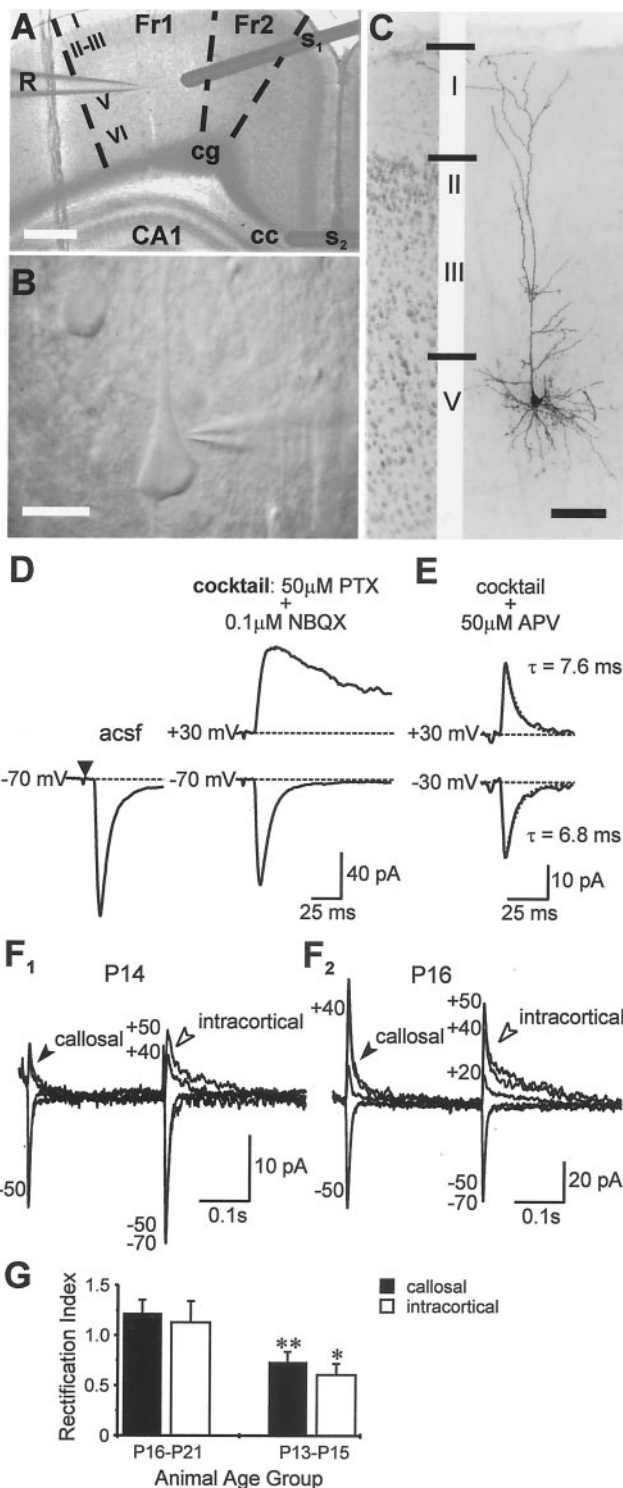 A
Fr1 Fr2
I
II-III
S1
R
V
VI
cg
CA1 cc S2
B
C
I
II
III
V
D
cocktail: 50μM PTX
+
0.1μM NBQX
acsf
+30 mV
-70 mV
-70 mV
40 pA
25 ms
E
cocktail
+
50μM APV
τ = 7.6 ms
+30 mV
-30 mV
τ = 6.8 ms
10 pA
25 ms
F1 P14
callosal
+50
+40
intracortical
-50
-50
-70
10 pA
0.1s
F2 P16
+40
callosal
+50
+40
+20
intracortical
-50
-50
-70
20 pA
0.1s
G
Rectification Index
1.5
1.0
0.5
0
** *
callosal
intracortical
P16-P21 P13-P15
Animal Age Group